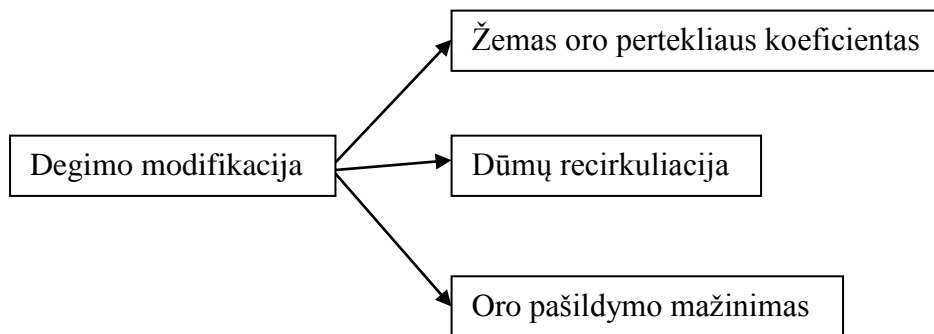 Žemas oro pertekliaus koeficientas
Degimo modifikacija
Dūmų recirkuliacija
Oro pašildymo mažinimas